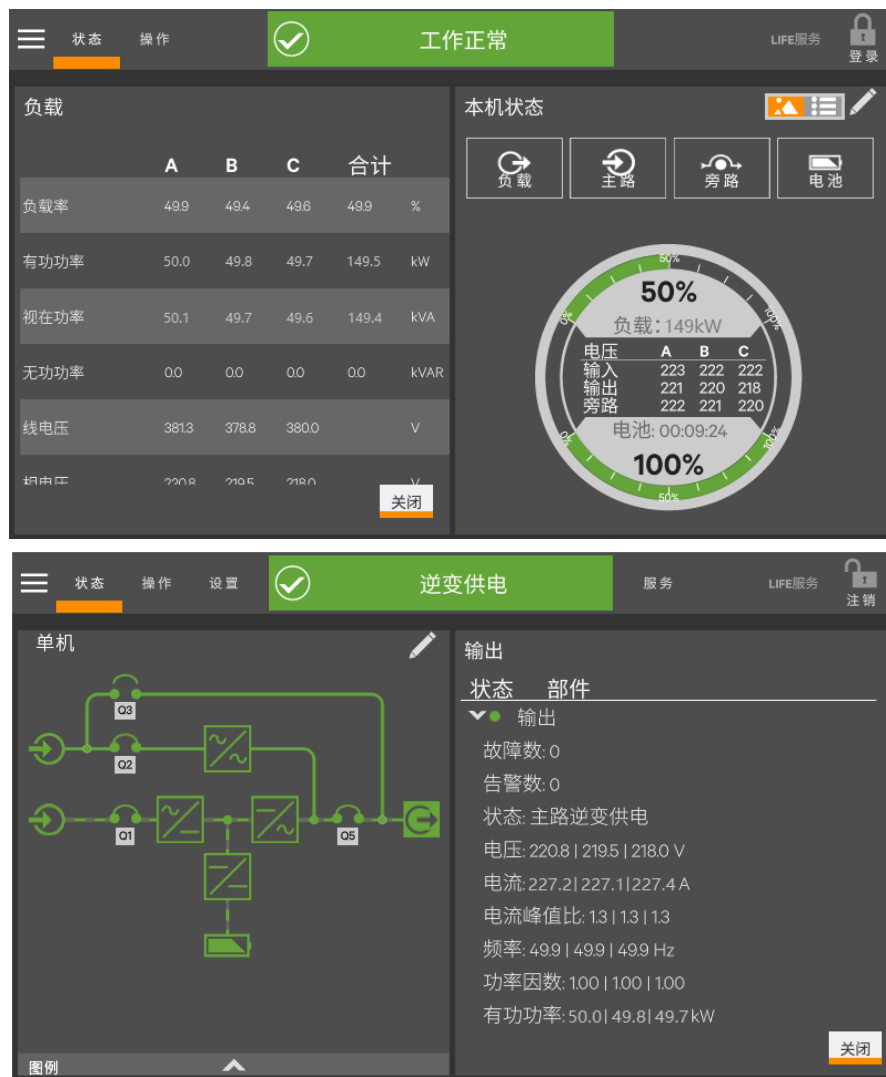 状态 操作 工作正常 LIFE服务 登录
负载
A B C 合计
负载率 49.9 49.4 49.6 49.9 %
有功功率 50.0 49.8 49.7 149.5 kW
视在功率 50.1 49.7 49.6 149.4 kVA
无功功率 0.0 0.0 0.0 0.0 kVAR
线电压 381.3 378.8 380.0 V
相电压 220.8 219.5 218.0 V
关闭
本机状态
负载 主路 旁路 电池
50%
0% 100%
50%
负载: 149kW
电压 A B C
输入 223 222 222
输出 221 220 218
旁路 222 221 220
电池: 00:09:24
0% 100%
100%
50%
状态 操作 设置 逆变供电 服务 LIFE服务 注销
单机
Q3
Q2
Q1 Q5
图例
输出
状态 部件
输出
故障数: 0
告警数: 0
状态: 主路逆变供电
电压: 220.8 | 219.5 | 218.0 V
电流: 227.2| 227.1|227.4 A
电流峰值比: 1.3 | 1.3 | 1.3
频率: 49.9 | 49.9 | 49.9 Hz
功率因数: 1.00 | 1.00 | 1.00
有功功率: 50.0| 49.8| 49.7 kW
关闭